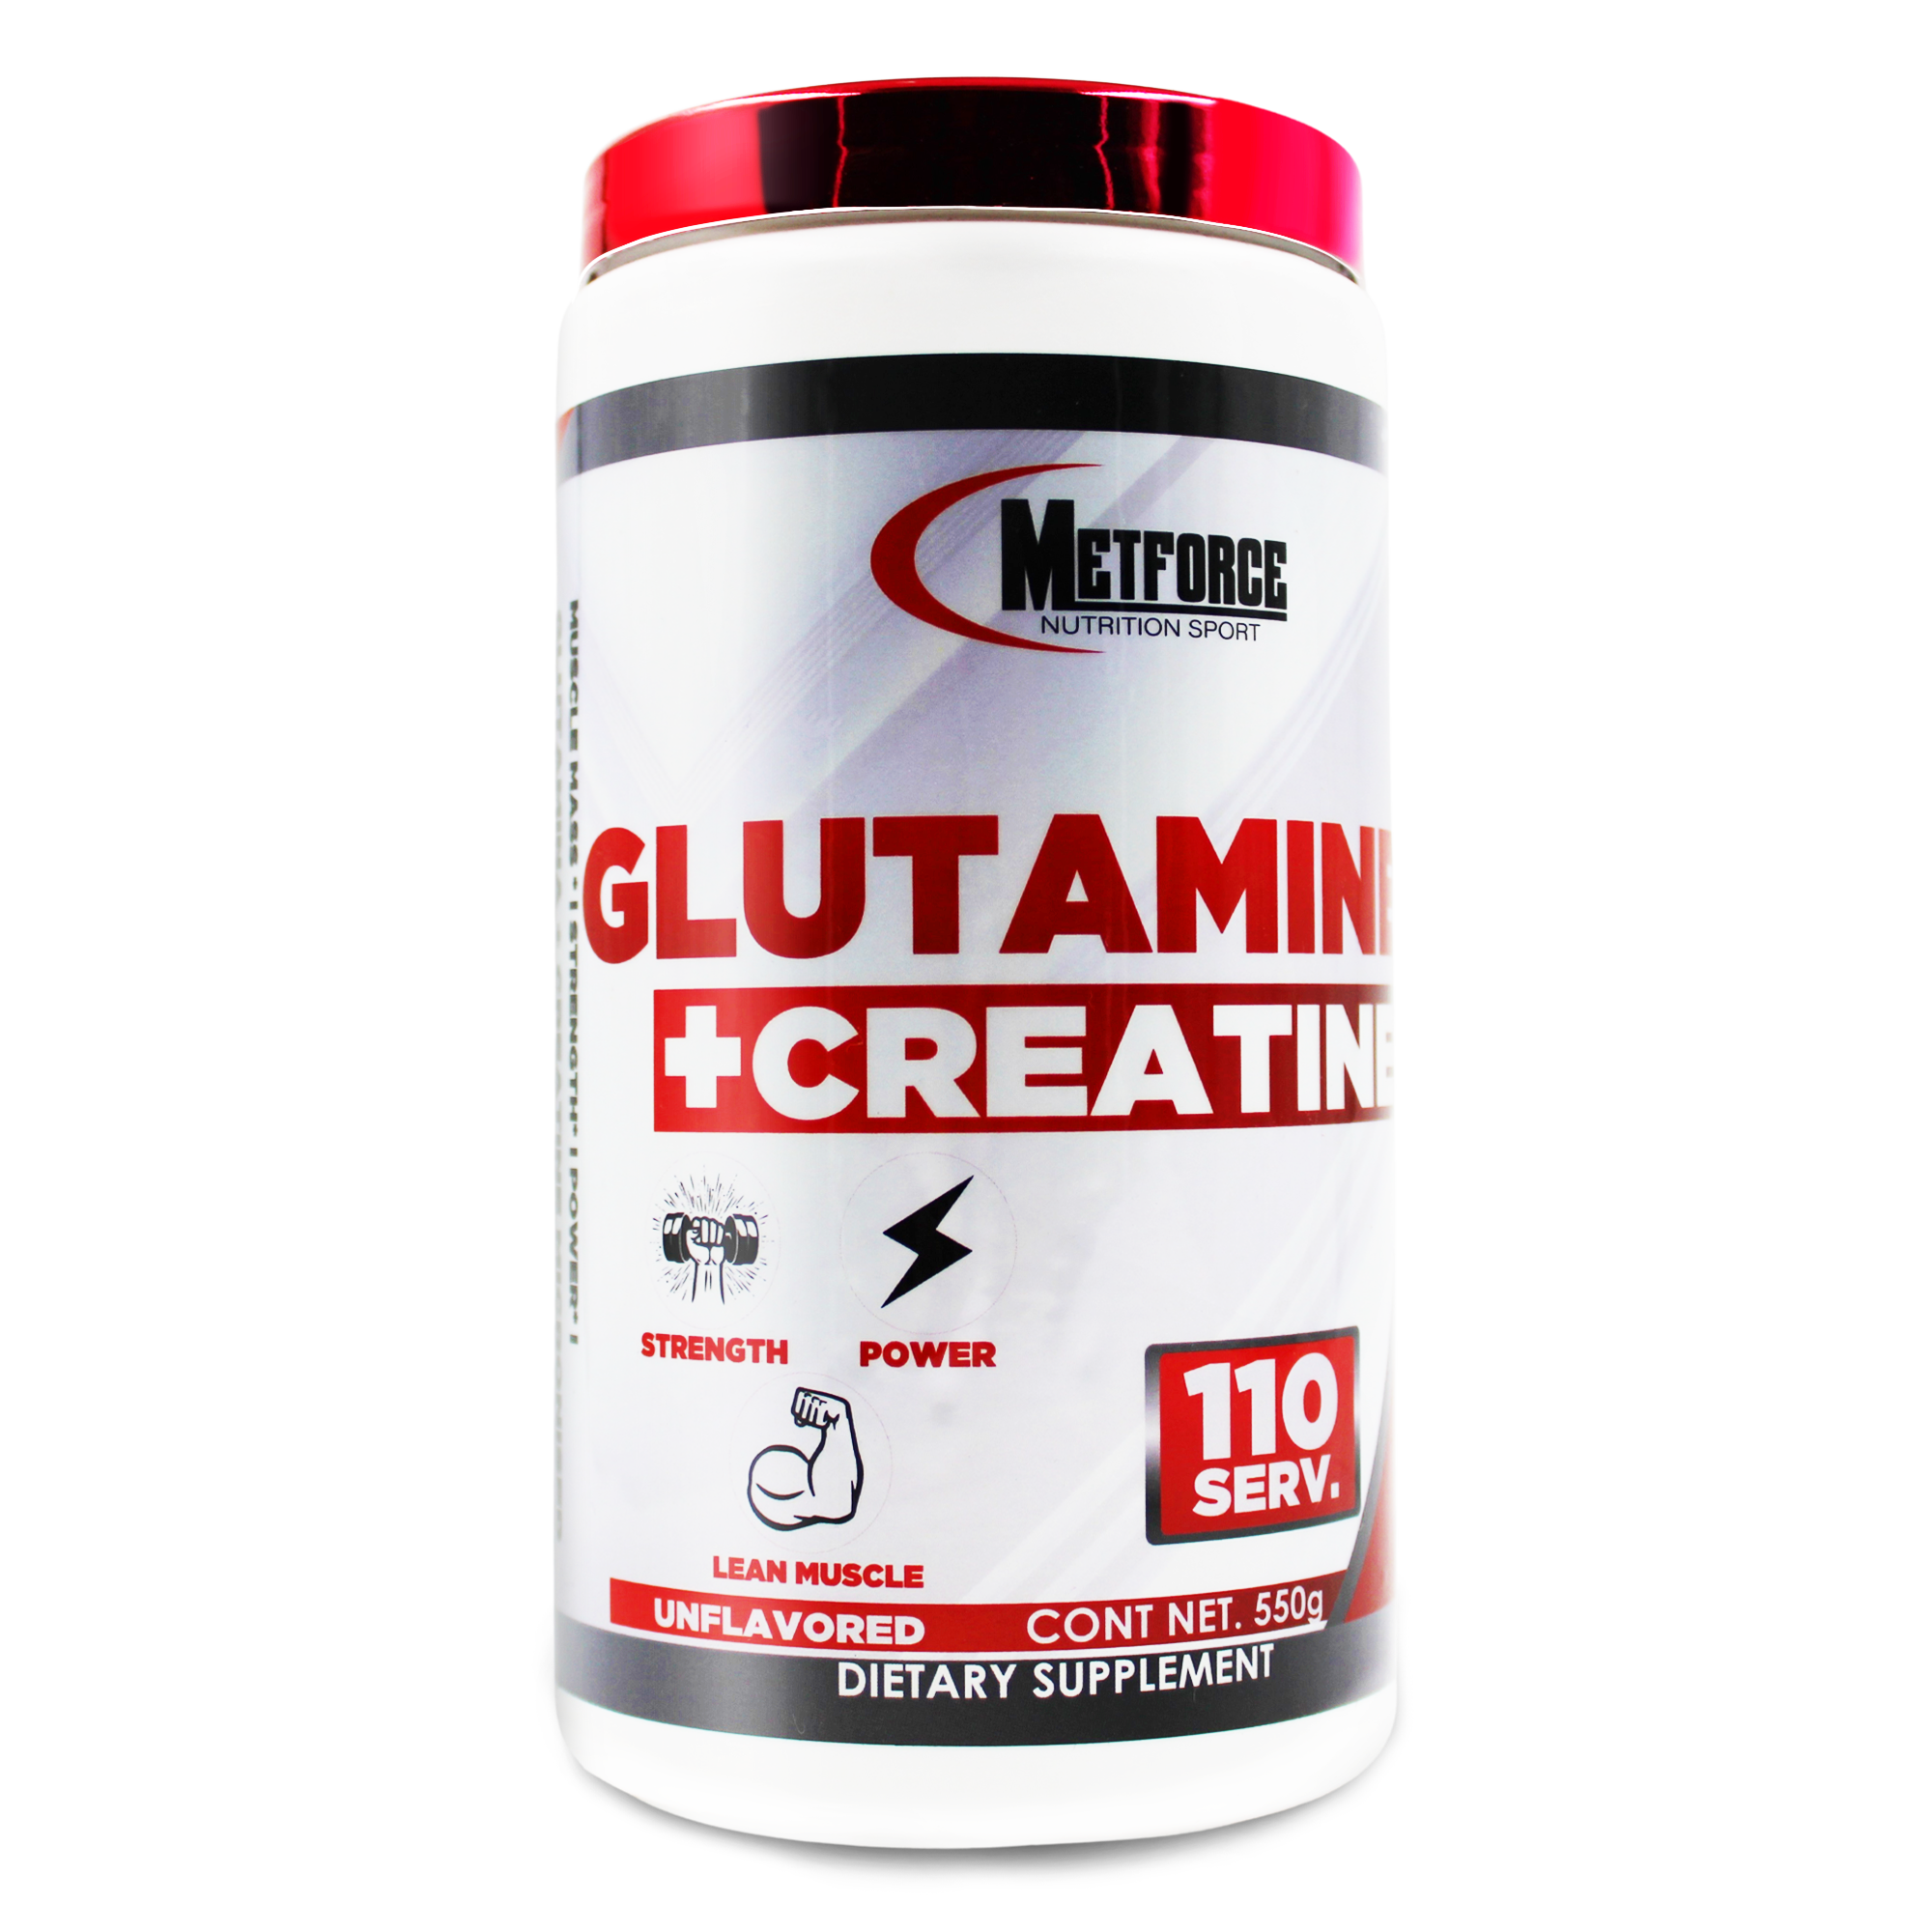 METFORCE
NUTRITION SPORT
GLUTAMINE
+CREATINE
STRENGTH
POWER
LEAN MUSCLE
110
SERV.
UNFLAVORED
CONT NET. 550g
DIETARY SUPPLEMENT
MUSCLE MASS + | STRENGTH+ | POWER+ |